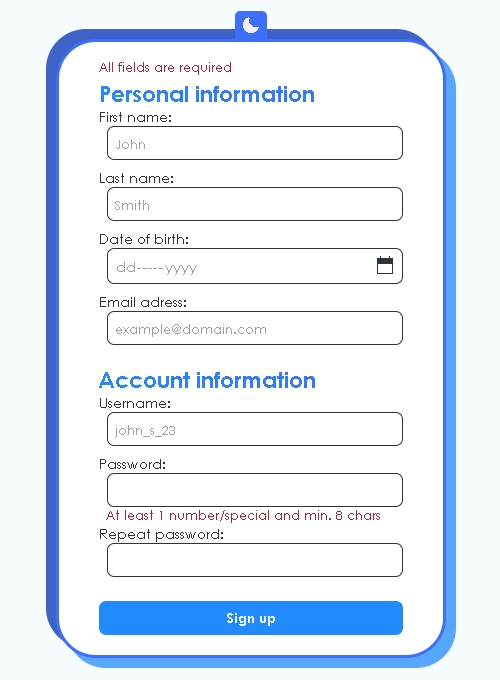 All fields are required
Personal information
First name:
John
Last name:
Smith
Date of birth:
dd-----yyyy
Email adress:
example@domain.com
Account information
Username:
john_s_23
Password:
At least 1 number/special and min. 8 chars
Repeat password:
Sign up